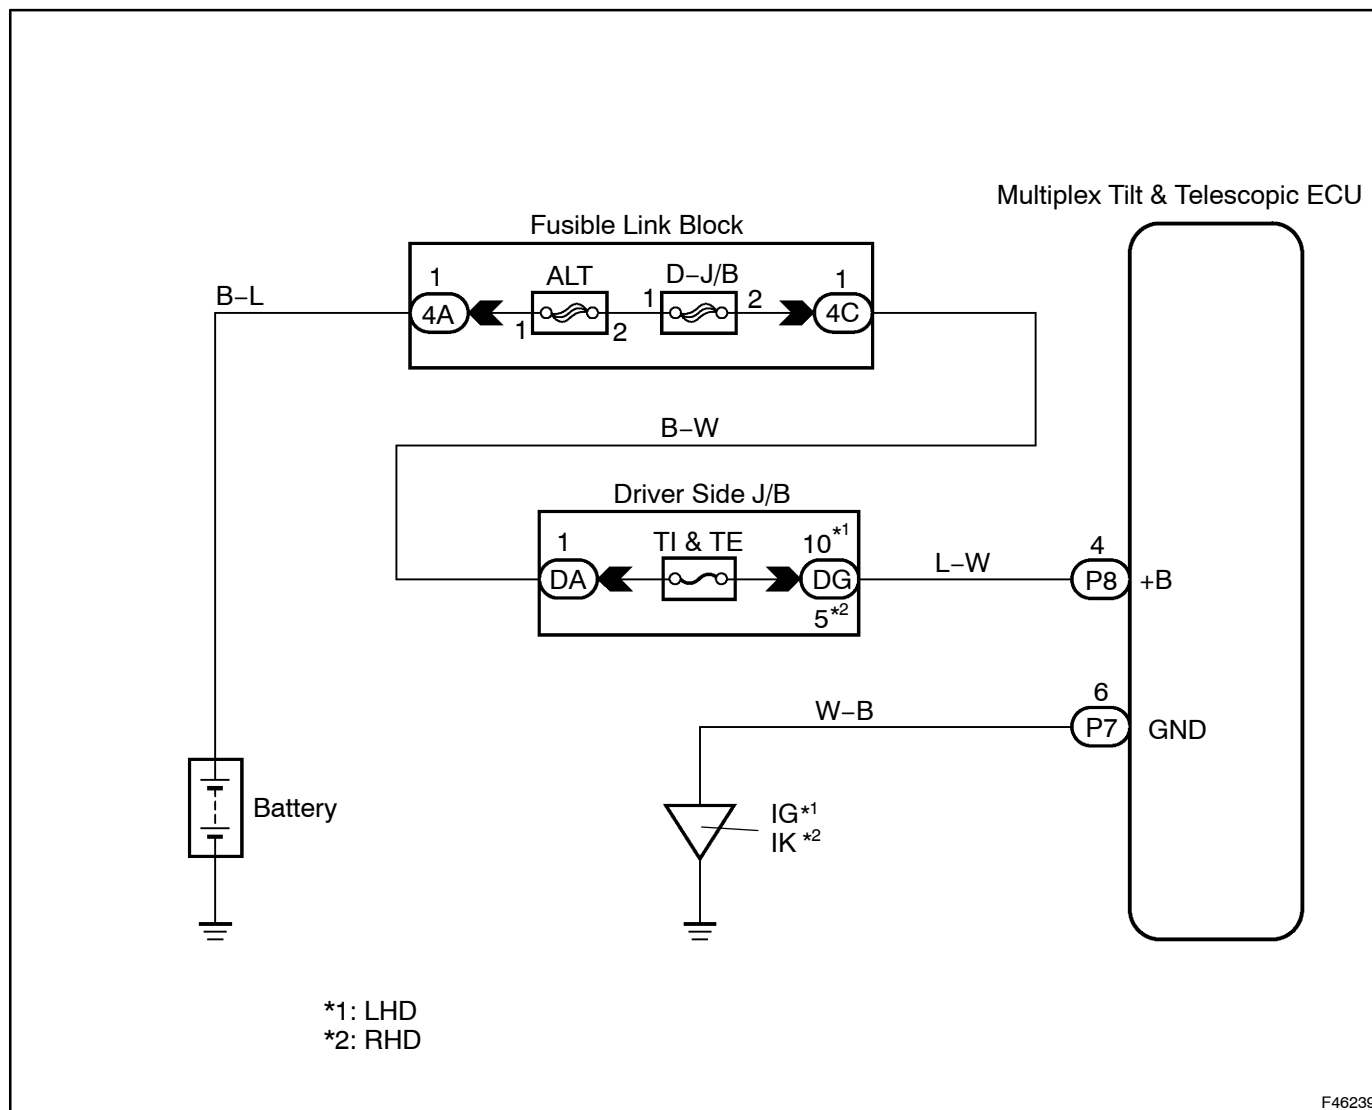 Multiplex Tilt & Telescopic ECU
Fusible Link Block
1
ALT
D−J/B
1
B−L
4A
1
2
1
2
4C
B−W
Driver Side J/B
1
TI & TE
10*1
DA
DG
5*2
L−W
4
P8
+B
6
W−B
P7
GND
Battery
IG*1
IK*2
*1: LHD
*2: RHD
F46239